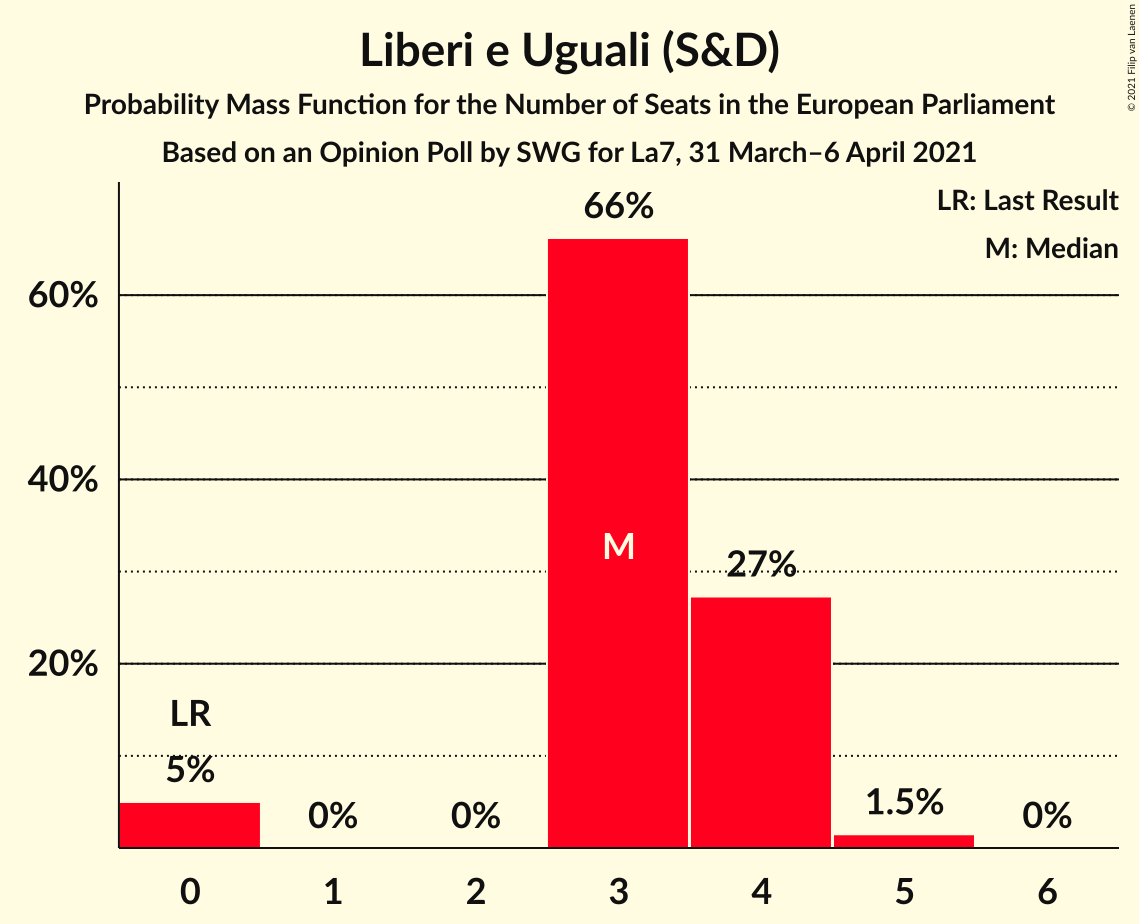 Liberi e Uguali (S&D)
Probability Mass Function for the Number of Seats in the European Parliament
Based on an Opinion Poll by SWG for La7, 31 March–6 April 2021
© 2021 Filip van Laenen
LR: Last Result
M: Median
66%
60%
40%
M
27%
20%
LR
5%
0%
0%
1.5%
0%
0 1 2 3 4 5 6